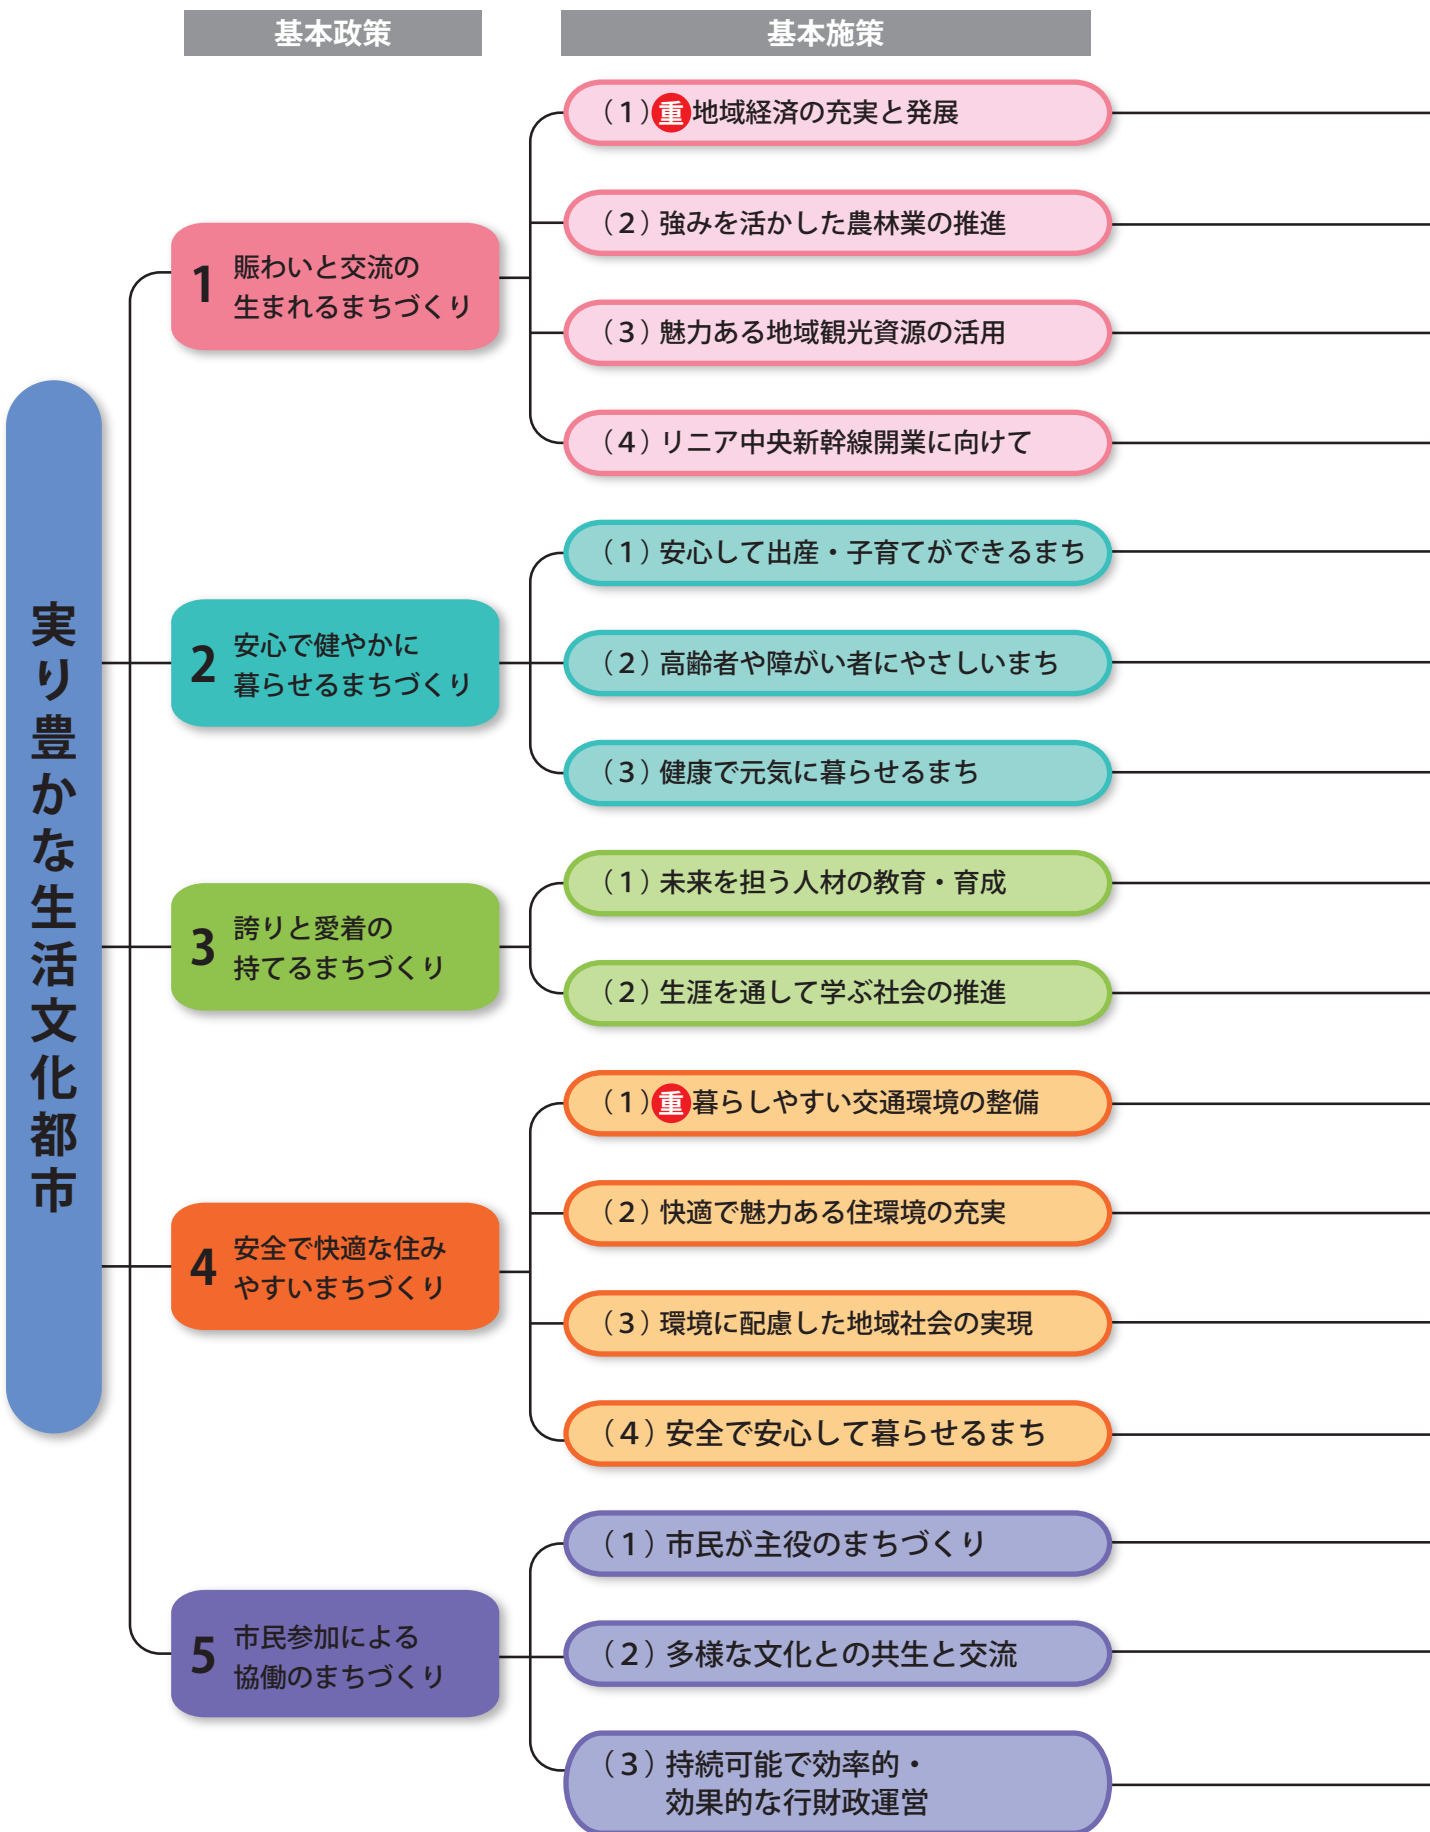 基本政策
基本施策
実り豊かな生活文化都市
1 賑わいと交流の
生まれるまちづくり
(1)重地域経済の充実と発展
(2)強みを活かした農林業の推進
(3)魅力ある地域観光資源の活用
(4)リニア中央新幹線開業に向けて
2 安心で健やかに
暮らせるまちづくり
(1)安心して出産・子育てができるまち
(2)高齢者や障がい者にやさしいまち
(3)健康で元気に暮らせるまち
3 誇りと愛着の
持てるまちづくり
(1)未来を担う人材の教育・育成
(2)生涯を通して学ぶ社会の推進
4 安全で快適な住み
やすいまちづくり
(1)重暮らしやすい交通環境の整備
(2)快適で魅力ある住環境の充実
(3)環境に配慮した地域社会の実現
(4)安全で安心して暮らせるまち
5 市民参加による
協働のまちづくり
(1)市民が主役のまちづくり
(2)多様な文化との共生と交流
(3)持続可能で効率的・
効果的な行財政運営